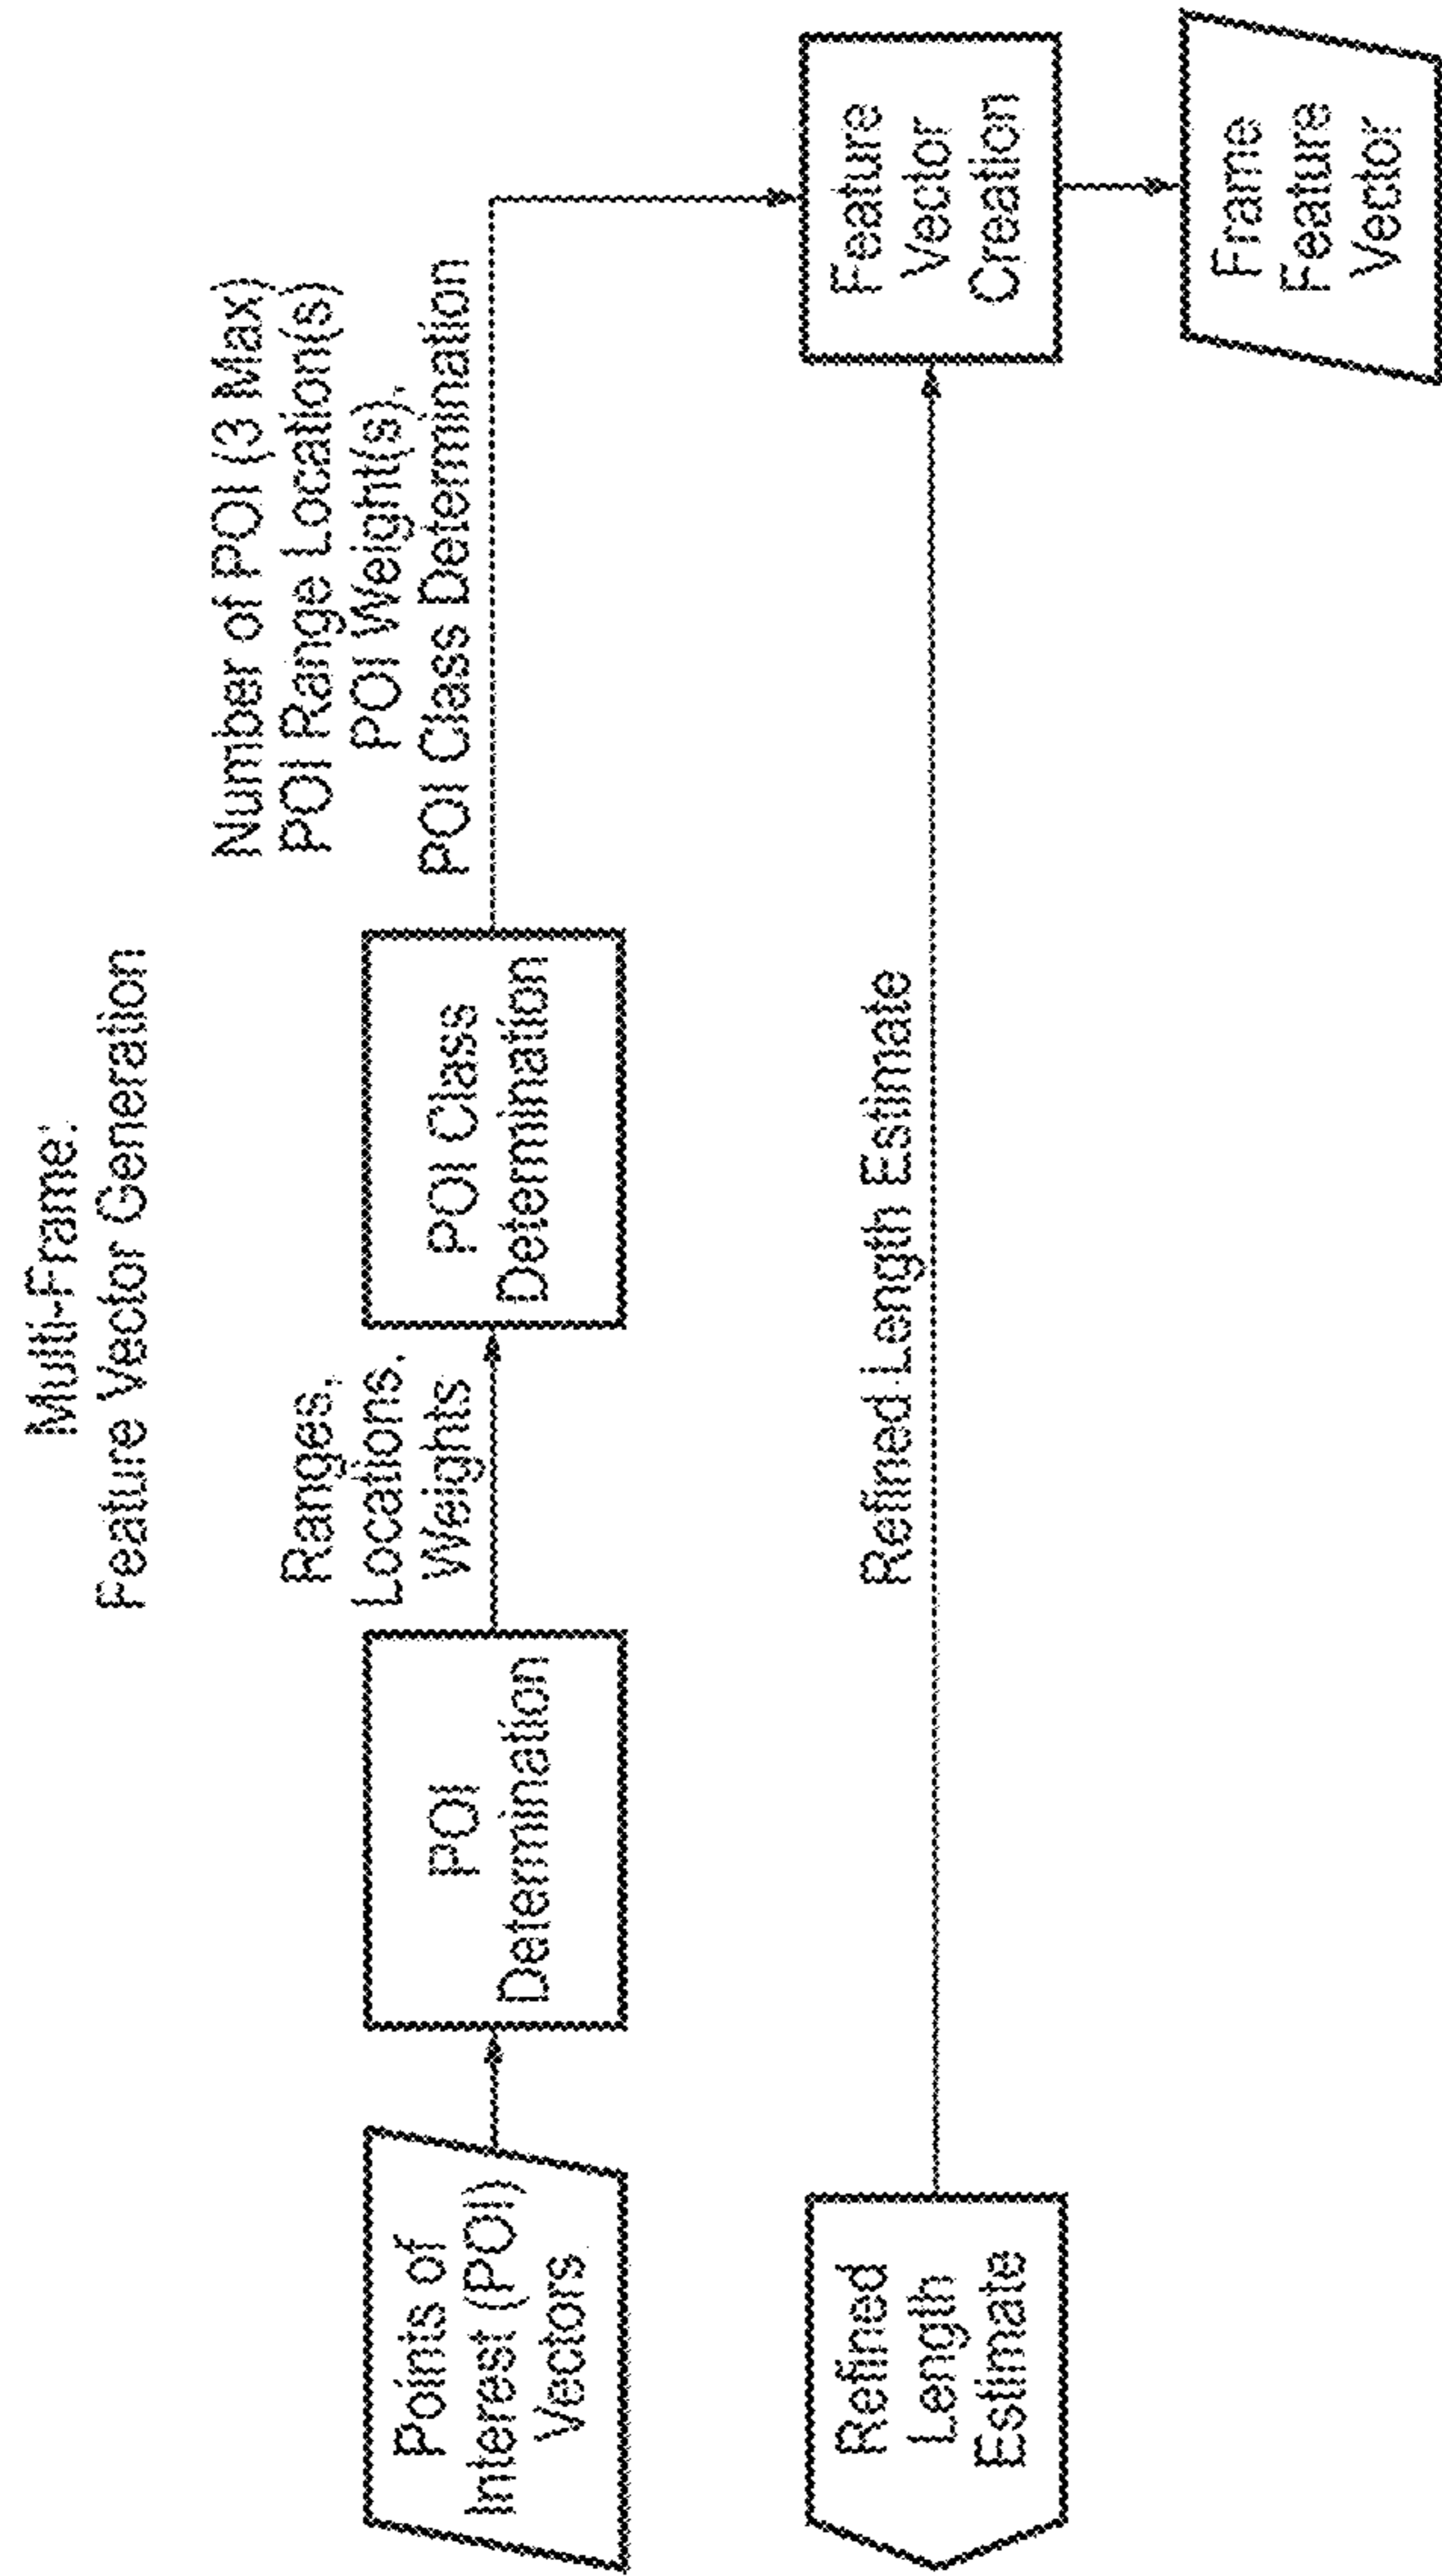 Multi-Frame:
Feature Vector Generation
Points of
Interest (POI)
Vectors
POI
Determination
Ranges,
Locations,
Weights
POI Class
Determination
Number of POI (3 Max)
POI Range Location(s)
POI Weight(s),
POI Class Determination
Refined
Length
Estimate
Refined Length Estimate
Feature
Vector
Creation
Frame
Feature
Vector